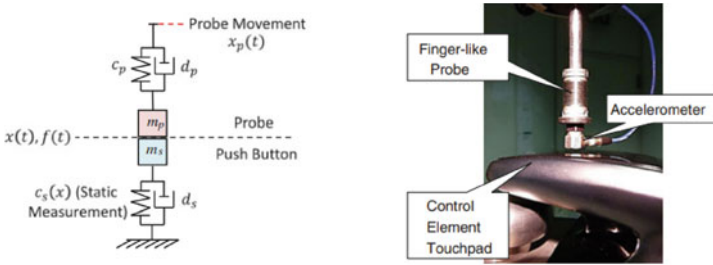 Probe Movement
x_p(t)
c_p
d_p
m_p
Probe
x(t), f(t)
m_s
Push Button
c_s(x) (Static
Measurement)
d_s
Finger-like
Probe
Accelerometer
Control
Element
Touchpad